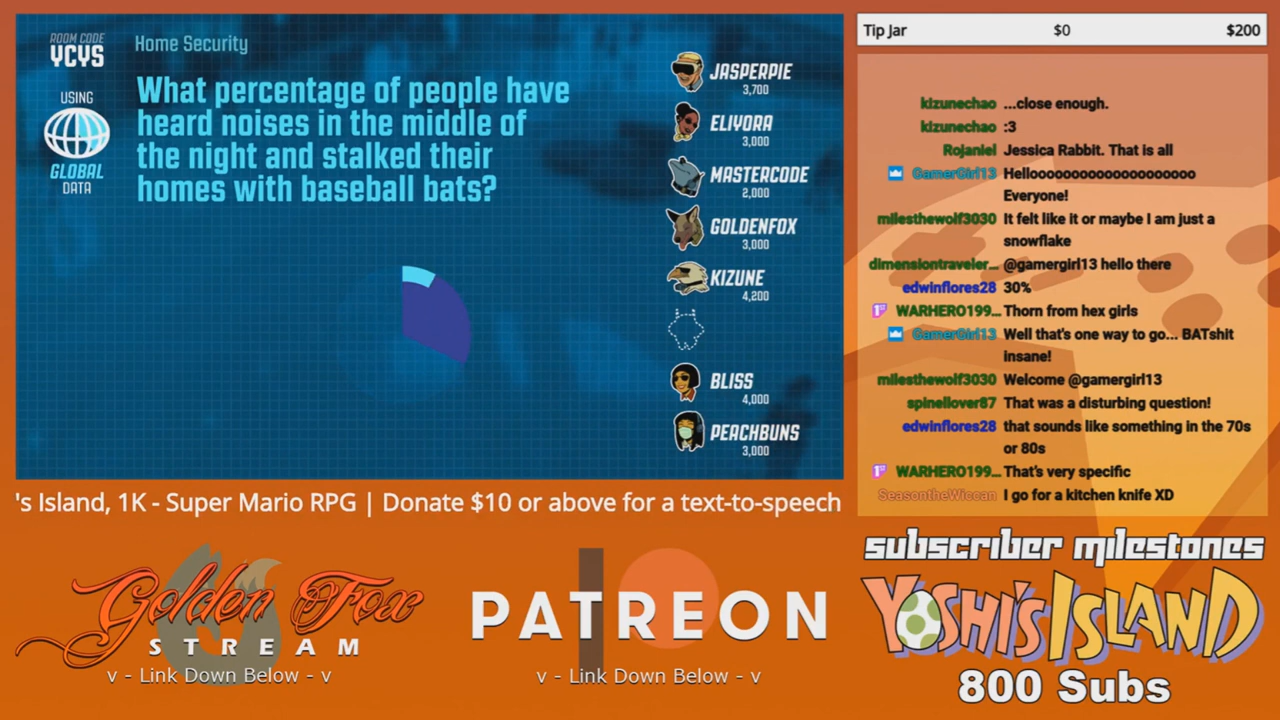 ROOM CODE
YCYS
USING
GLOBAL
DATA
Home Security
What percentage of people have
heard noises in the middle of
the night and stalked their
homes with baseball bats?
JASPERPIE
3,700
ELIYORA
3,000
MASTERCODE
2,000
GOLDENFOX
3,000
KIZUNE
4,200
BLISS
4,000
PEACHBUNS
3,000
's Island, 1K - Super Mario RPG | Donate $10 or above for a text-to-speech
Golden Fox
STREAM
v - Link Down Below - v
PATREON
v - Link Down Below - v
Tip Jar $0 $200
kizunechao ...close enough.
kizunechao :3
Rojaniel Jessica Rabbit. That is all
GamerGirl13 Hellooooooooooooooooooo
Everyone!
milesthewolf3030 It felt like it or maybe I am just a
snowflake
dimensiontraveler... @gamergirl13 hello there
edwinflores28 30%
WARHERO199... Thorn from hex girls
GamerGirl13 Well that's one way to go... BATshit
insane!
milesthewolf3030 Welcome @gamergirl13
spinellover87 That was a disturbing question!
edwinflores28 that sounds like something in the 70s
or 80s
WARHERO199... That's very specific
SeasontheWiccan I go for a kitchen knife XD
subscriber milestones
YOSHI'S ISLAND
800 Subs